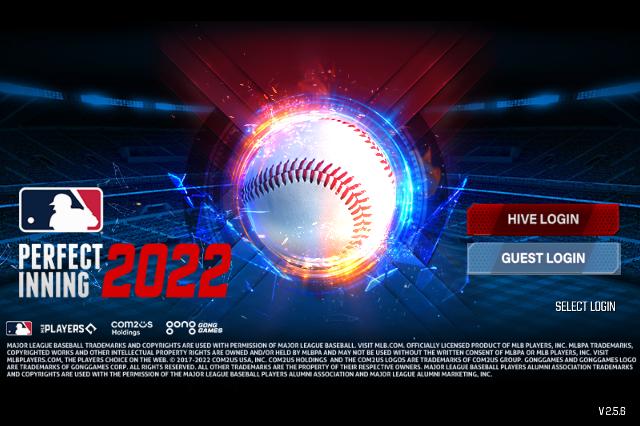 HIVE LOGIN
PERFECT
INNING 2022
GUEST LOGIN
SELECT LOGIN
PLAYERS
COM2US
Holdings
GONG
GAMES
MAJOR LEAGUE BASEBALL TRADEMARKS AND COPYRIGHTS ARE USED WITH PERMISSION OF MAJOR LEAGUE BASEBALL. VISIT MLB.COM. OFFICIALLY LICENSED PRODUCT OF MLB PLAYERS, INC. MLBPA TRADEMARKS,
COPYRIGHTED WORKS AND OTHER INTELLECTUAL PROPERTY RIGHTS ARE OWNED AND/OR HELD BY MLBPA AND MAY NOT BE USED WITHOUT THE WRITTEN CONSENT OF MLBPA OR MLB PLAYERS, INC. VISIT
MLBPLAYERS.COM, THE PLAYERS CHOICE ON THE WEB. © 2017-2022 COM2US USA, INC. COM2US HOLDINGS AND THE COM2US LOGOS ARE TRADEMARKS OF COM2US GROUP. GONGGAMES AND GONGGAMES LOGO
ARE TRADEMARKS OF GONGGAMES CORP. ALL RIGHTS RESERVED. ALL OTHER TRADEMARKS ARE THE PROPERTY OF THEIR RESPECTIVE OWNERS. MAJOR LEAGUE BASEBALL PLAYERS ALUMNI ASSOCIATION TRADEMARKS
AND COPYRIGHTS ARE USED WITH THE PERMISSION OF THE MAJOR LEAGUE BASEBALL PLAYERS ALUMNI ASSOCIATION AND MAJOR LEAGUE ALUMNI MARKETING, INC.
V 2.5.6